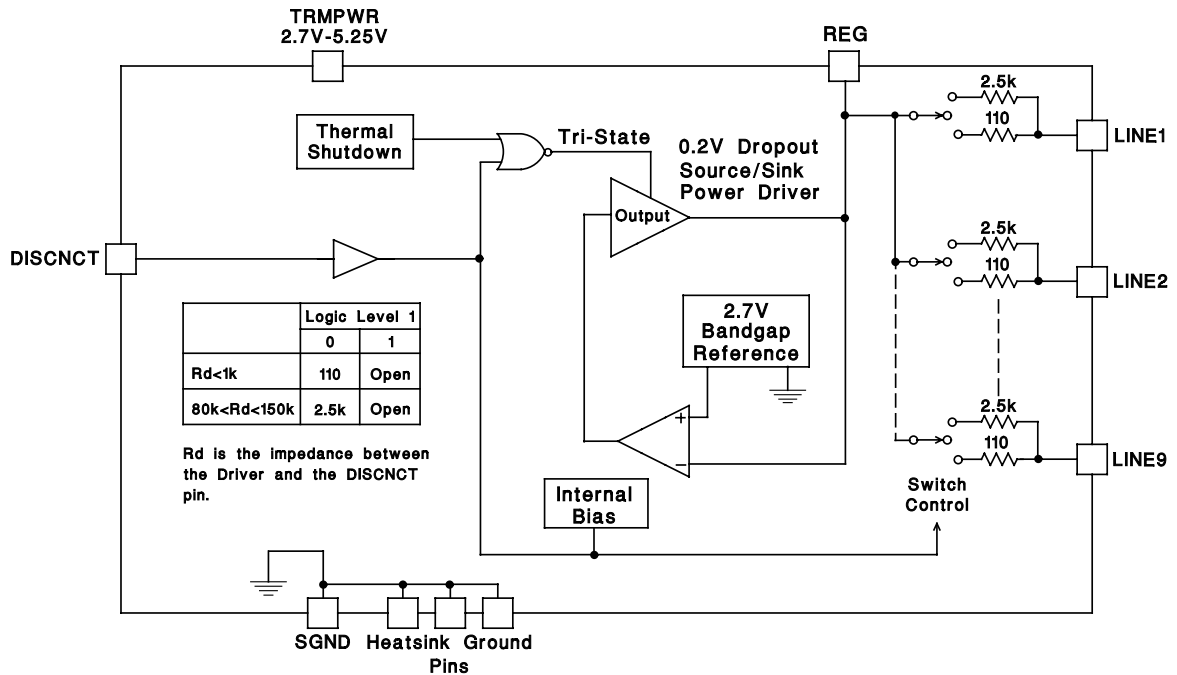 TRMPWR
2.7V-5.25V
REG
Thermal
Shutdown
Tri-State
0.2V Dropout
Source/Sink
Power Driver
Output
2.5k
110
LINE1
DISCNCT
2.5k
110
LINE2
Logic Level 1
0 1
Rd<1k 110 Open
80k<Rd<150k 2.5k Open
Rd is the impedance between
the Driver and the DISCNCT
pin.
2.7V
Bandgap
Reference
+
−
2.5k
110
LINE9
Switch
Control
Internal
Bias
SGND
Heatsink Ground
Pins